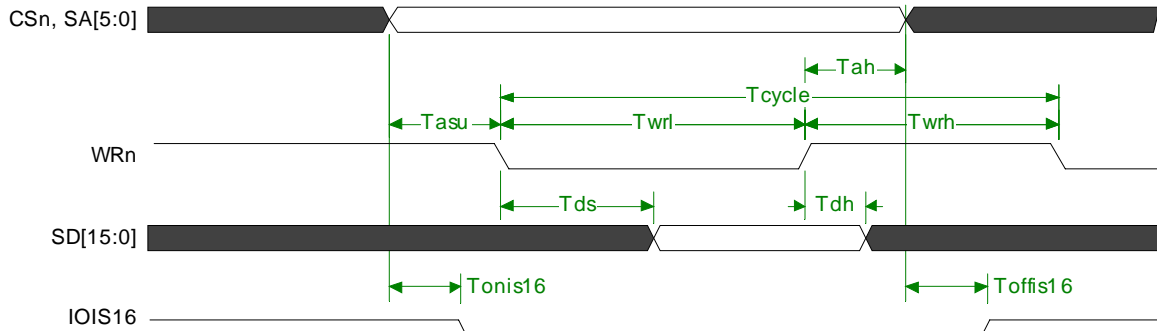 CSn, SA[5:0]
Tah
Tcycle
Tasu Twrl Twrh
WRn
Tds Tdh
SD[15:0]
Tonis16 Toffis16
IOIS16